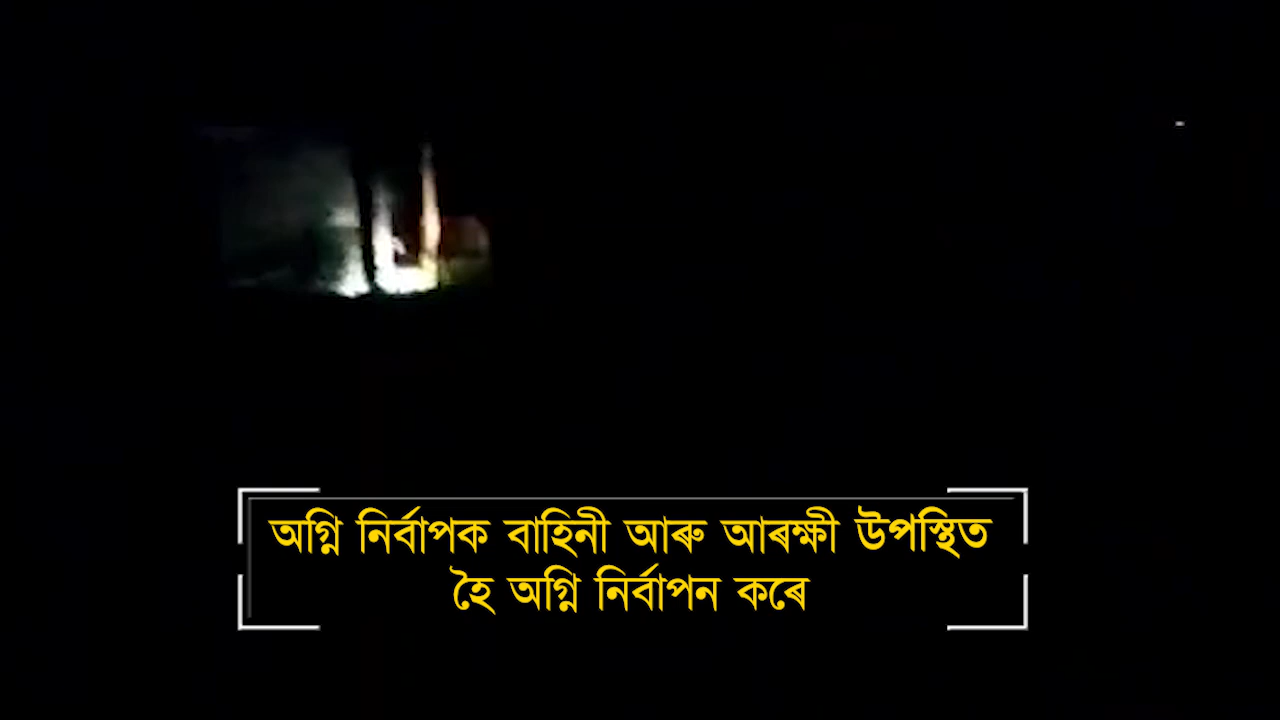 অগ্নি নিৰ্বাপক বাহিনী আৰু আৰক্ষী উপস্থিত
হৈ অগ্নি নিৰ্বাপন কৰে